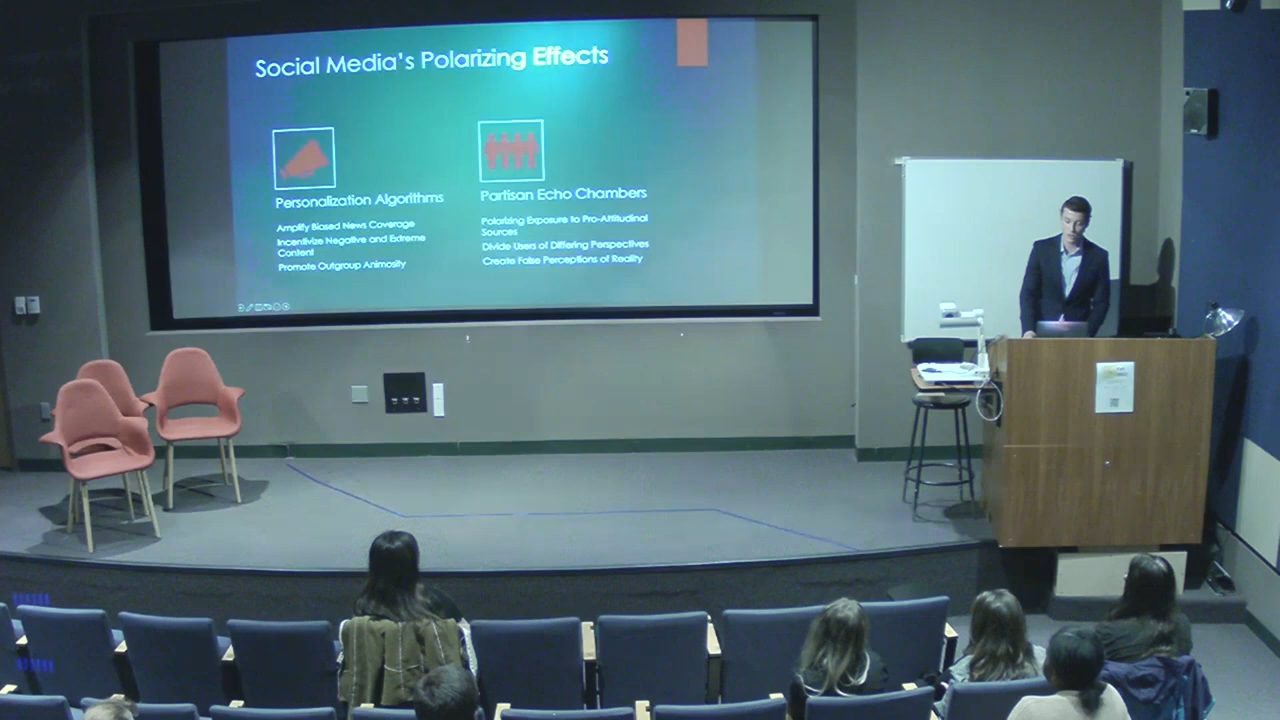 Social Media's Polarizing Effects
Personalization Algorithms
Amplify Biased News Coverage
Incentivize Negative and Extreme
Content
Promote Outgroup Animosity
Partisan Echo Chambers
Polarizing Exposure to Pro-Attitudinal
Sources
Divide Users of Differing Perspectives
Create False Perceptions of Reality